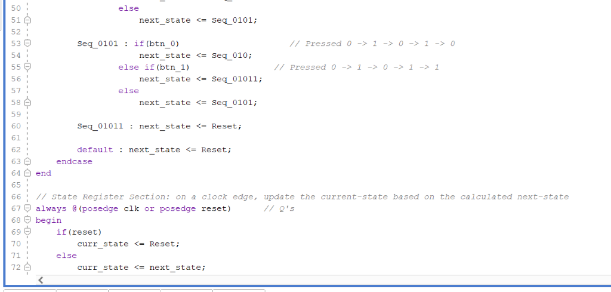 50 else
51 next_state <= Seq_0101;
52
53 Seq_0101 : if(btn_0) // Pressed 0 -> 1 -> 0 -> 1 -> 0
54 next_state <= Seq_010;
55 else if(btn_1) // Pressed 0 -> 1 -> 0 -> 1 -> 1
56 next_state <= Seq_01011;
57 else
58 next_state <= Seq_0101;
59
60 Seq_01011 : next_state <= Reset;
61
62 default : next_state <= Reset;
63 endcase
64 end
65
66 // State Register Section: on a clock edge, update the current-state based on the calculated next-state
67 always @(posedge clk or posedge reset) // Q's
68 begin
69 if(reset)
70 curr_state <= Reset;
71 else
72 curr_state <= next_state;